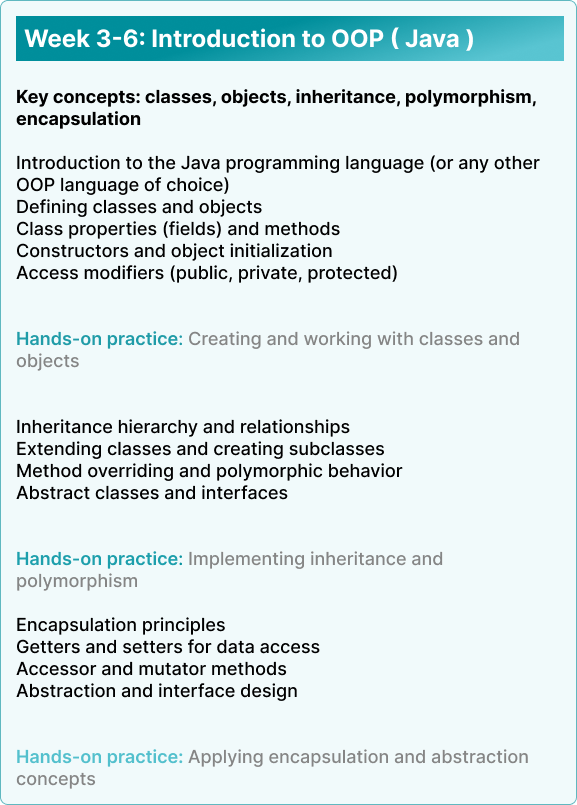 Week 3-6: Introduction to OOP ( Java )
Key concepts: classes, objects, inheritance, polymorphism,
encapsulation
Introduction to the Java programming language (or any other
OOP language of choice)
Defining classes and objects
Class properties (fields) and methods
Constructors and object initialization
Access modifiers (public, private, protected)
Hands-on practice: Creating and working with classes and
objects
Inheritance hierarchy and relationships
Extending classes and creating subclasses
Method overriding and polymorphic behavior
Abstract classes and interfaces
Hands-on practice: Implementing inheritance and
polymorphism
Encapsulation principles
Getters and setters for data access
Accessor and mutator methods
Abstraction and interface design
Hands-on practice: Applying encapsulation and abstraction
concepts